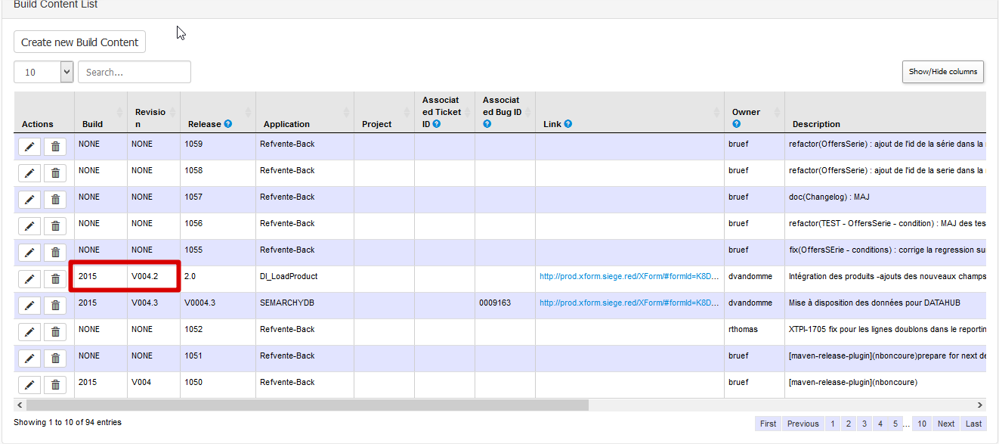 Build Content List
Create new Build Content
10 Search... Show/Hide columns
Associat Associat
Revisio ed Ticket ed Bug ID Owner
Actions Build n Release ? Application Project ID ? ? Link ? ? Description
NONE NONE 1059 Refvente-Back bruef refactor(OffersSerie) : ajout de l'id de la série dans la
NONE NONE 1058 Refvente-Back bruef refactor(OffersSerie) : ajout de l'id de la serie dans la
NONE NONE 1057 Refvente-Back bruef doc(Changelog) : MAJ
NONE NONE 1056 Refvente-Back bruef refactor(TEST - OffersSerie - condition) : MAJ des tes
NONE NONE 1055 Refvente-Back bruef fix(OffersSErie - conditions) : corrige la regression su
2015 V004.2 2.0 DI_LoadProduct http://prod.xform.siege.red/XForm/#formId=K8D... dvandomme Intégration des produits -ajouts des nouveaux champs
2015 V004.3 V0004.3 SEMARCHYDB 0009163 http://prod.xform.siege.red/XForm/#formId=K8D... dvandomme Mise à disposition des données pour DATAHUB
NONE NONE 1052 Refvente-Back rthomas XTPI-1705 fix pour les lignes doublons dans le reportin
NONE NONE 1051 Refvente-Back bruef [maven-release-plugin](nboncoure)prepare for next de
2015 V004 1050 Refvente-Back bruef [maven-release-plugin](nboncoure)
Showing 1 to 10 of 94 entries First Previous 1 2 3 4 5 ... 10 Next Last